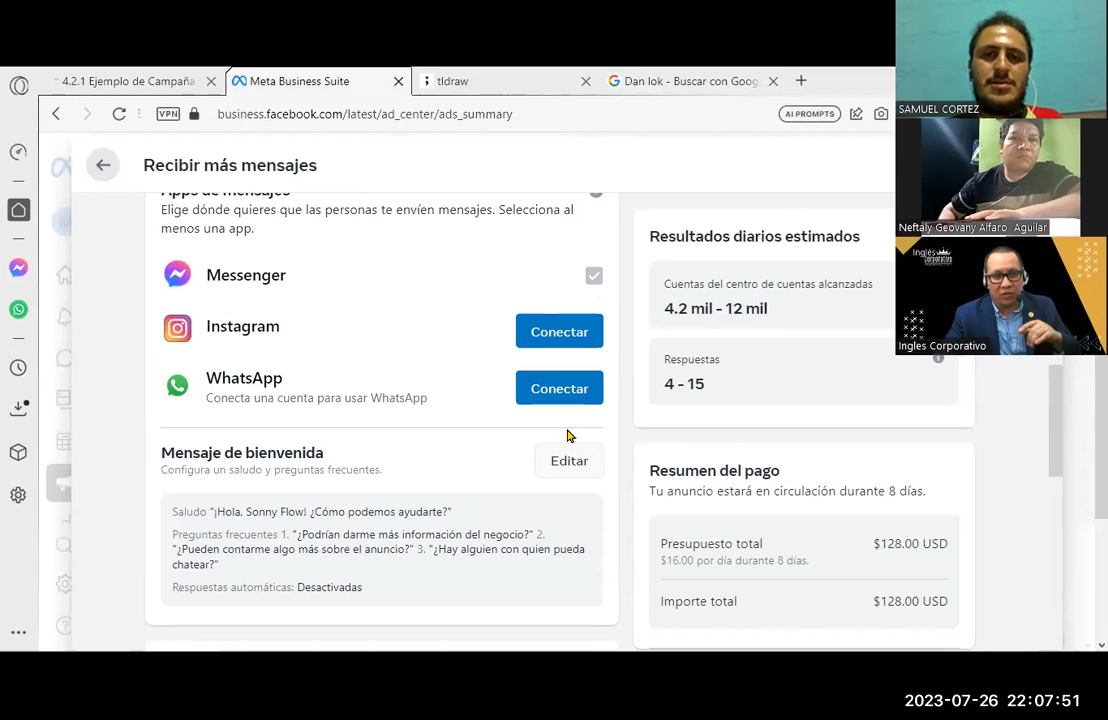 4.2.1 Ejemplo de Campaña
Meta Business Suite
tldraw
Dan lok - Buscar con Goog
VPN
business.facebook.com/latest/ad_center/ads_summary
AI PROMPTS
Recibir más mensajes
Apps de mensajes
Elige dónde quieres que las personas te envíen mensajes. Selecciona al
menos una app.
Messenger
Instagram
Conectar
WhatsApp
Conecta una cuenta para usar WhatsApp
Conectar
Mensaje de bienvenida
Configura un saludo y preguntas frecuentes.
Editar
Saludo "¡Hola, Sonny Flow! ¿Cómo podemos ayudarte?"
Preguntas frecuentes 1. "¿Podrían darme más información del negocio?" 2.
"¿Pueden contarme algo más sobre el anuncio?" 3. "¿Hay alguien con quien pueda
chatear?"
Respuestas automáticas: Desactivadas
Resultados diarios estimados
Cuentas del centro de cuentas alcanzadas
4.2 mil - 12 mil
Respuestas
4 - 15
Resumen del pago
Tu anuncio estará en circulación durante 8 días.
Presupuesto total
$128.00 USD
$16.00 por día durante 8 días.
Importe total
$128.00 USD
SAMUEL CORTEZ
Neftaly Geovany Alfaro Aguilar
Inglés
Corporativo
Ingles Corporativo
2023-07-26 22:07:51